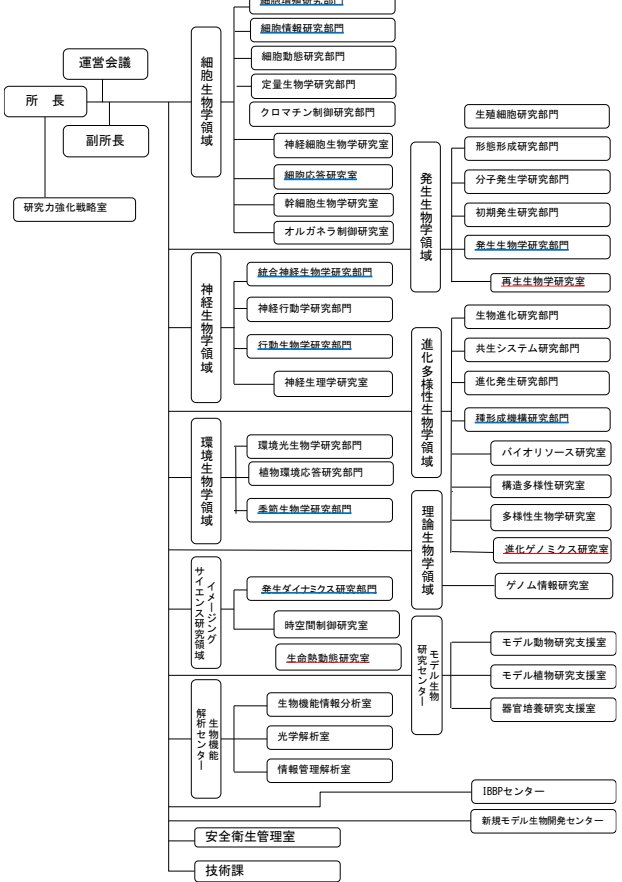 細胞増殖研究部門
細胞情報研究部門
細胞動態研究部門
定量生物学研究部門
クロマチン制御研究部門
神経細胞生物学研究室
細胞応答研究室
幹細胞生物学研究室
オルガネラ制御研究室
細胞生物学領域
運営会議
所　長
副所長
研究力強化戦略室
生殖細胞研究部門
形態形成研究部門
分子発生学研究部門
初期発生研究部門
発生生物学研究部門
再生生物学研究室
発生生物学領域
統合神経生物学研究部門
神経行動学研究部門
行動生物学研究部門
神経生理学研究室
神経生物学領域
生物進化研究部門
共生システム研究部門
進化発生研究部門
種形成機構研究部門
バイオリソース研究室
構造多様性研究室
多様性生物学研究室
進化ゲノミクス研究室
進化多様性生物学領域
環境光生物学研究部門
植物環境応答研究部門
季節生物学研究部門
環境生物学領域
理論生物学領域
ゲノム情報研究室
発生ダイナミクス研究部門
時空間制御研究室
生命熱動態研究室
イメージング
サイエンス研究領域
モデル生物
研究センター
モデル動物研究支援室
モデル植物研究支援室
器官培養研究支援室
生物機能
解析センター
生物機能情報分析室
光学解析室
情報管理解析室
IBBPセンター
新規モデル生物開発センター
安全衛生管理室
技術課